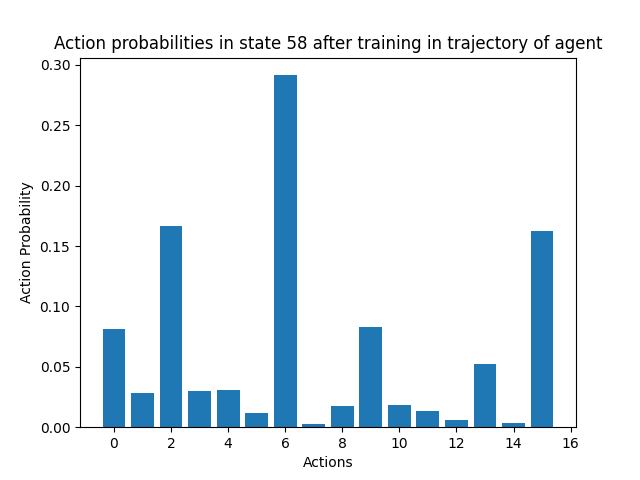 Action probabilities in state 58 after training in trajectory of agent
0.30
0.25
0.20
0.15
0.10
0.05
0.00
Action Probability
0 2 4 6 8 10 12 14 16
Actions